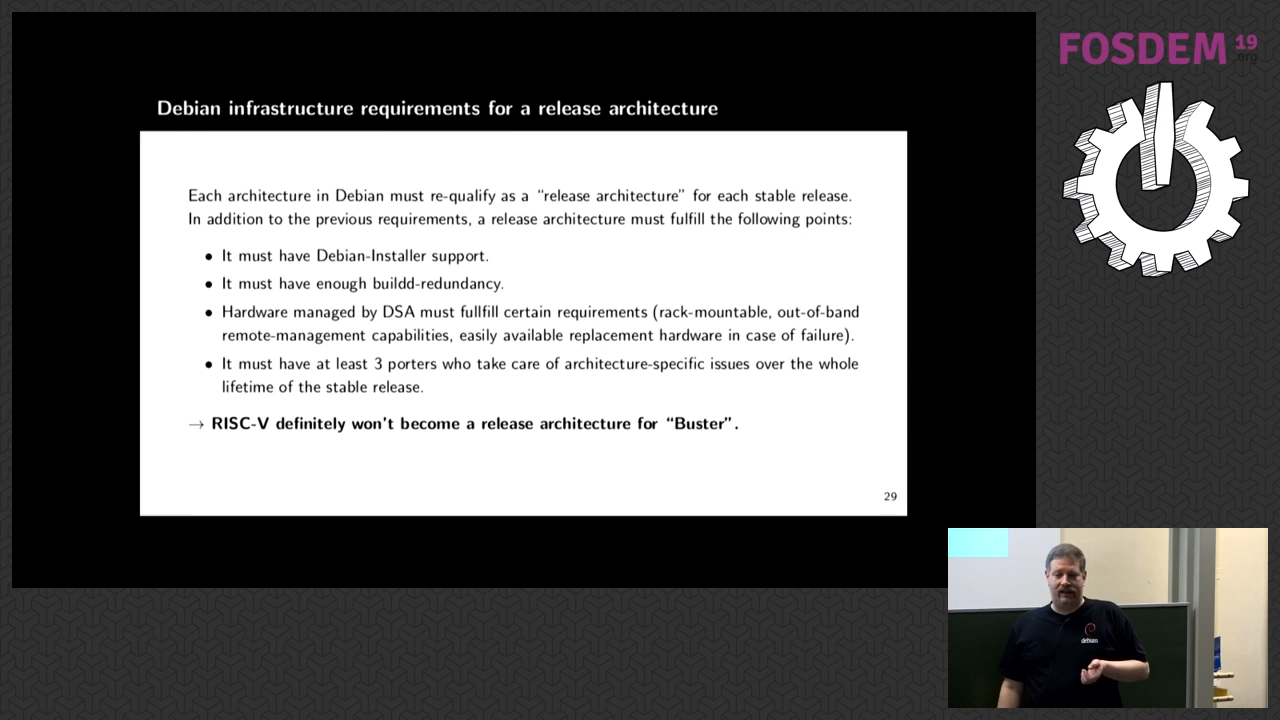 FOSDEM 19
.org
Debian infrastructure requirements for a release architecture
Each architecture in Debian must re-qualify as a “release architecture” for each stable release.
In addition to the previous requirements, a release architecture must fulfill the following points:
• It must have Debian-Installer support.
• It must have enough buildd-redundancy.
• Hardware managed by DSA must fullfill certain requirements (rack-mountable, out-of-band
remote-management capabilities, easily available replacement hardware in case of failure).
• It must have at least 3 porters who take care of architecture-specific issues over the whole
lifetime of the stable release.
→ RISC-V definitely won't become a release architecture for “Buster”.
29
debian